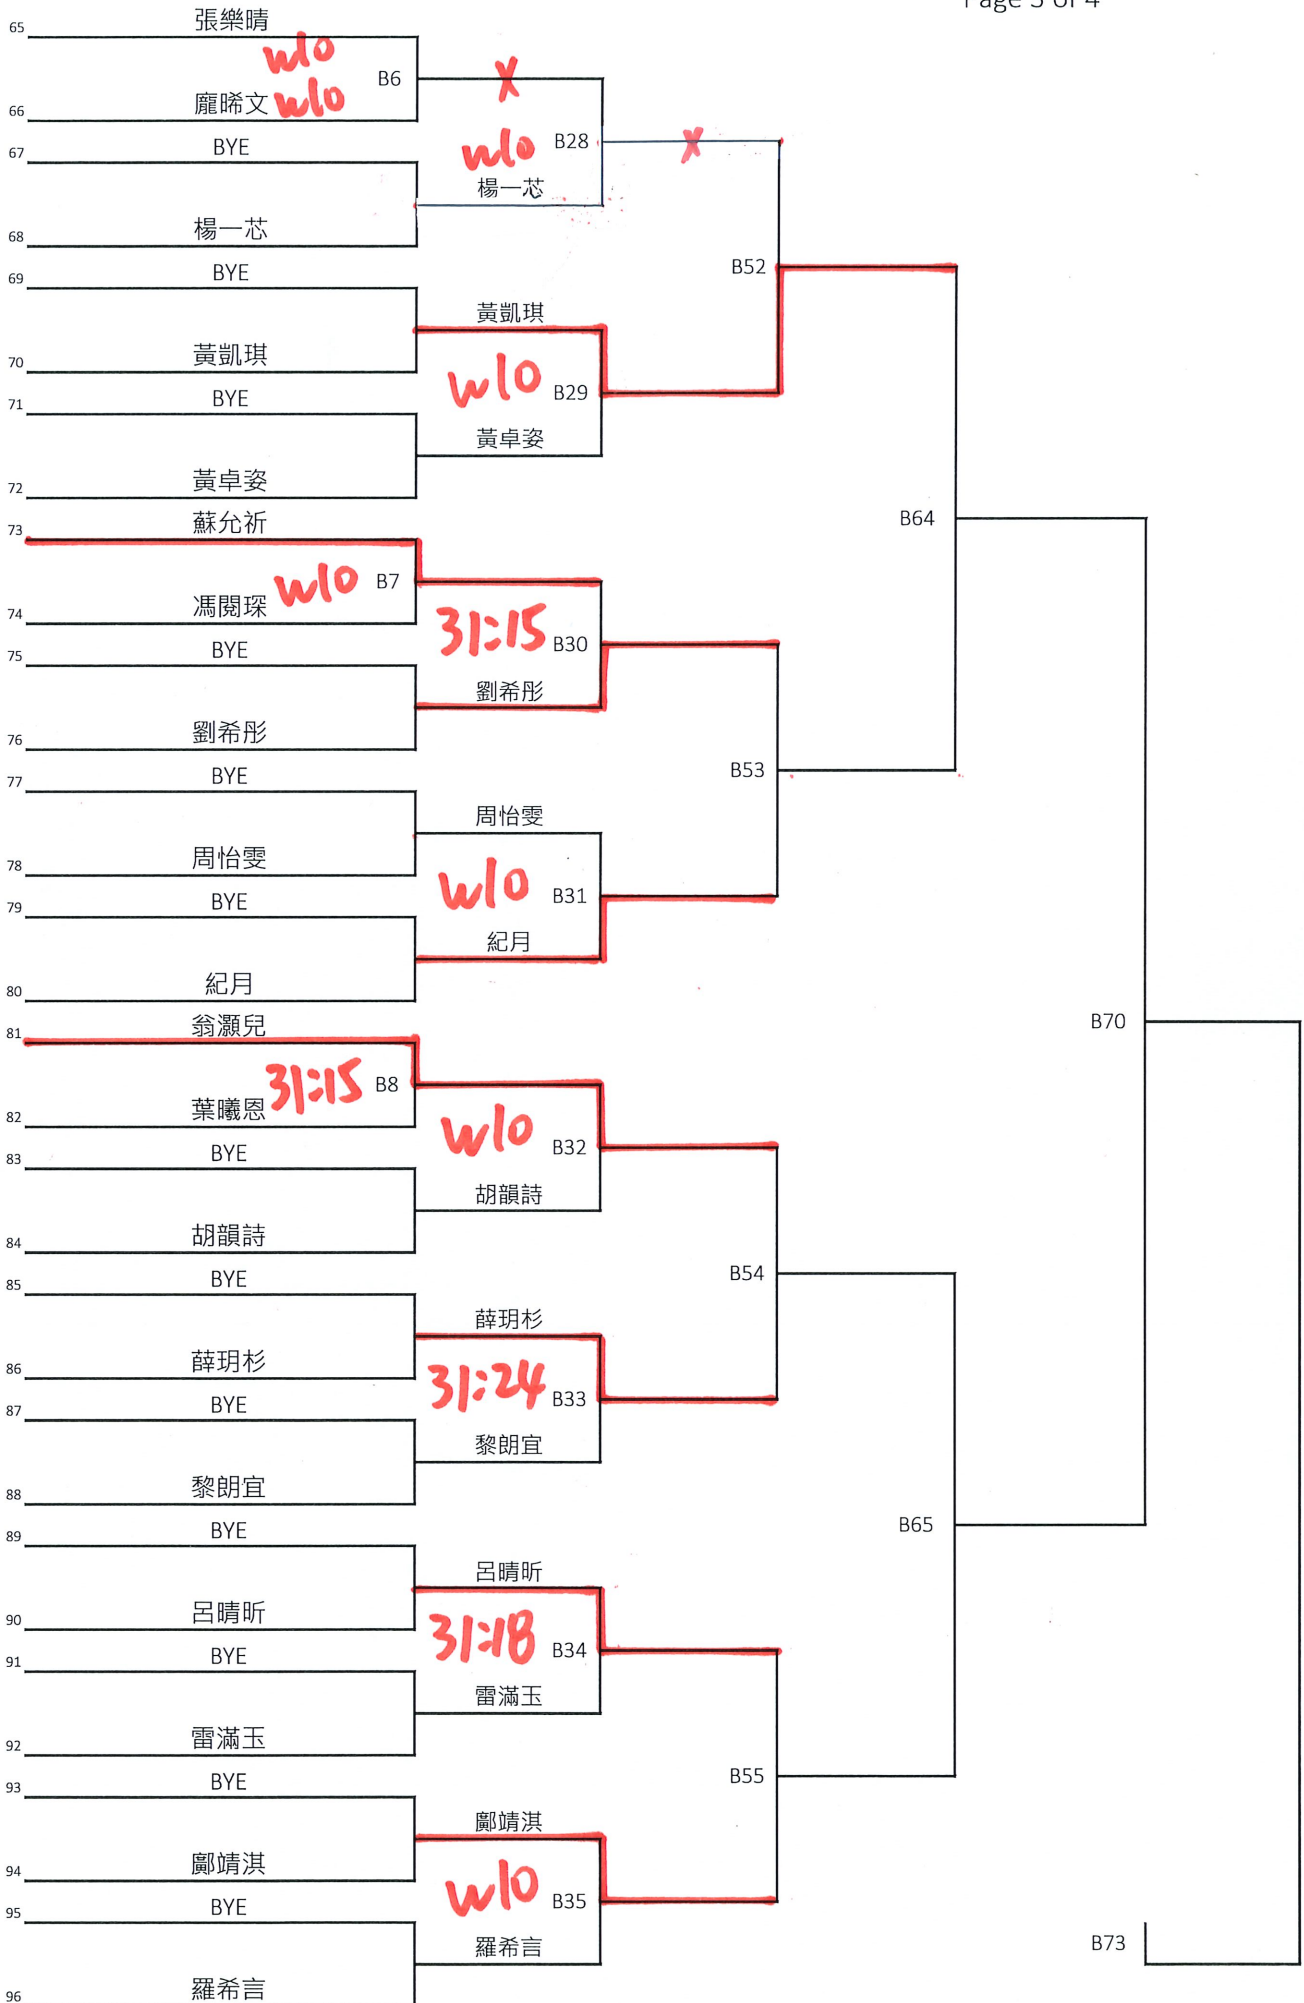 Page 3 of 4
65 張樂晴
w/o
B6
X
66 龐晞文 w/o
67 BYE
w/o B28
X
楊一芯
68 楊一芯
69 BYE
B52
黃凱琪
70 黃凱琪
w/o B29
71 BYE
黃卓姿
72 黃卓姿
73 蘇允祈
B64
w/o B7
74 馮閱琛
31:15 B30
75 BYE
劉希彤
76 劉希彤
77 BYE
B53
周怡雯
78 周怡雯
w/o B31
79 BYE
紀月
80 紀月
81 翁灝兒
B70
31:15 B8
82 葉曦恩
w/o B32
83 BYE
胡韻詩
84 胡韻詩
85 BYE
B54
薛玥杉
86 薛玥杉
31:24 B33
87 BYE
黎朗宜
88 黎朗宜
89 BYE
B65
呂晴昕
90 呂晴昕
31:18 B34
91 BYE
雷滿玉
92 雷滿玉
93 BYE
B55
鄺靖淇
94 鄺靖淇
w/o B35
95 BYE
羅希言
B73
96 羅希言